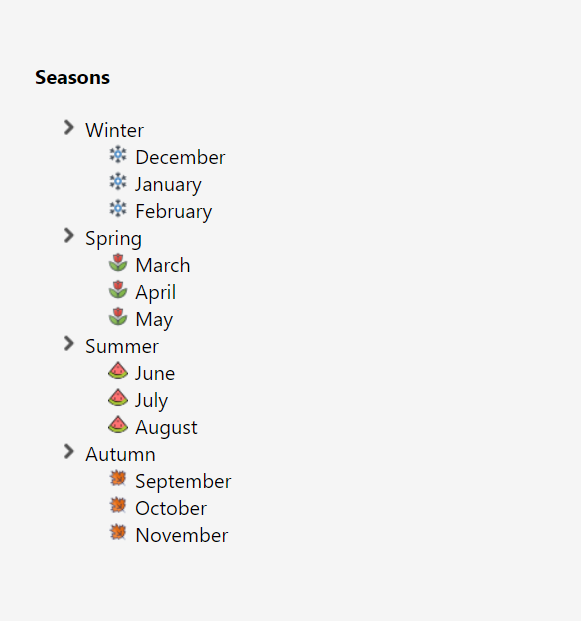 Seasons
Winter
December
January
February
Spring
March
April
May
Summer
June
July
August
Autumn
September
October
November